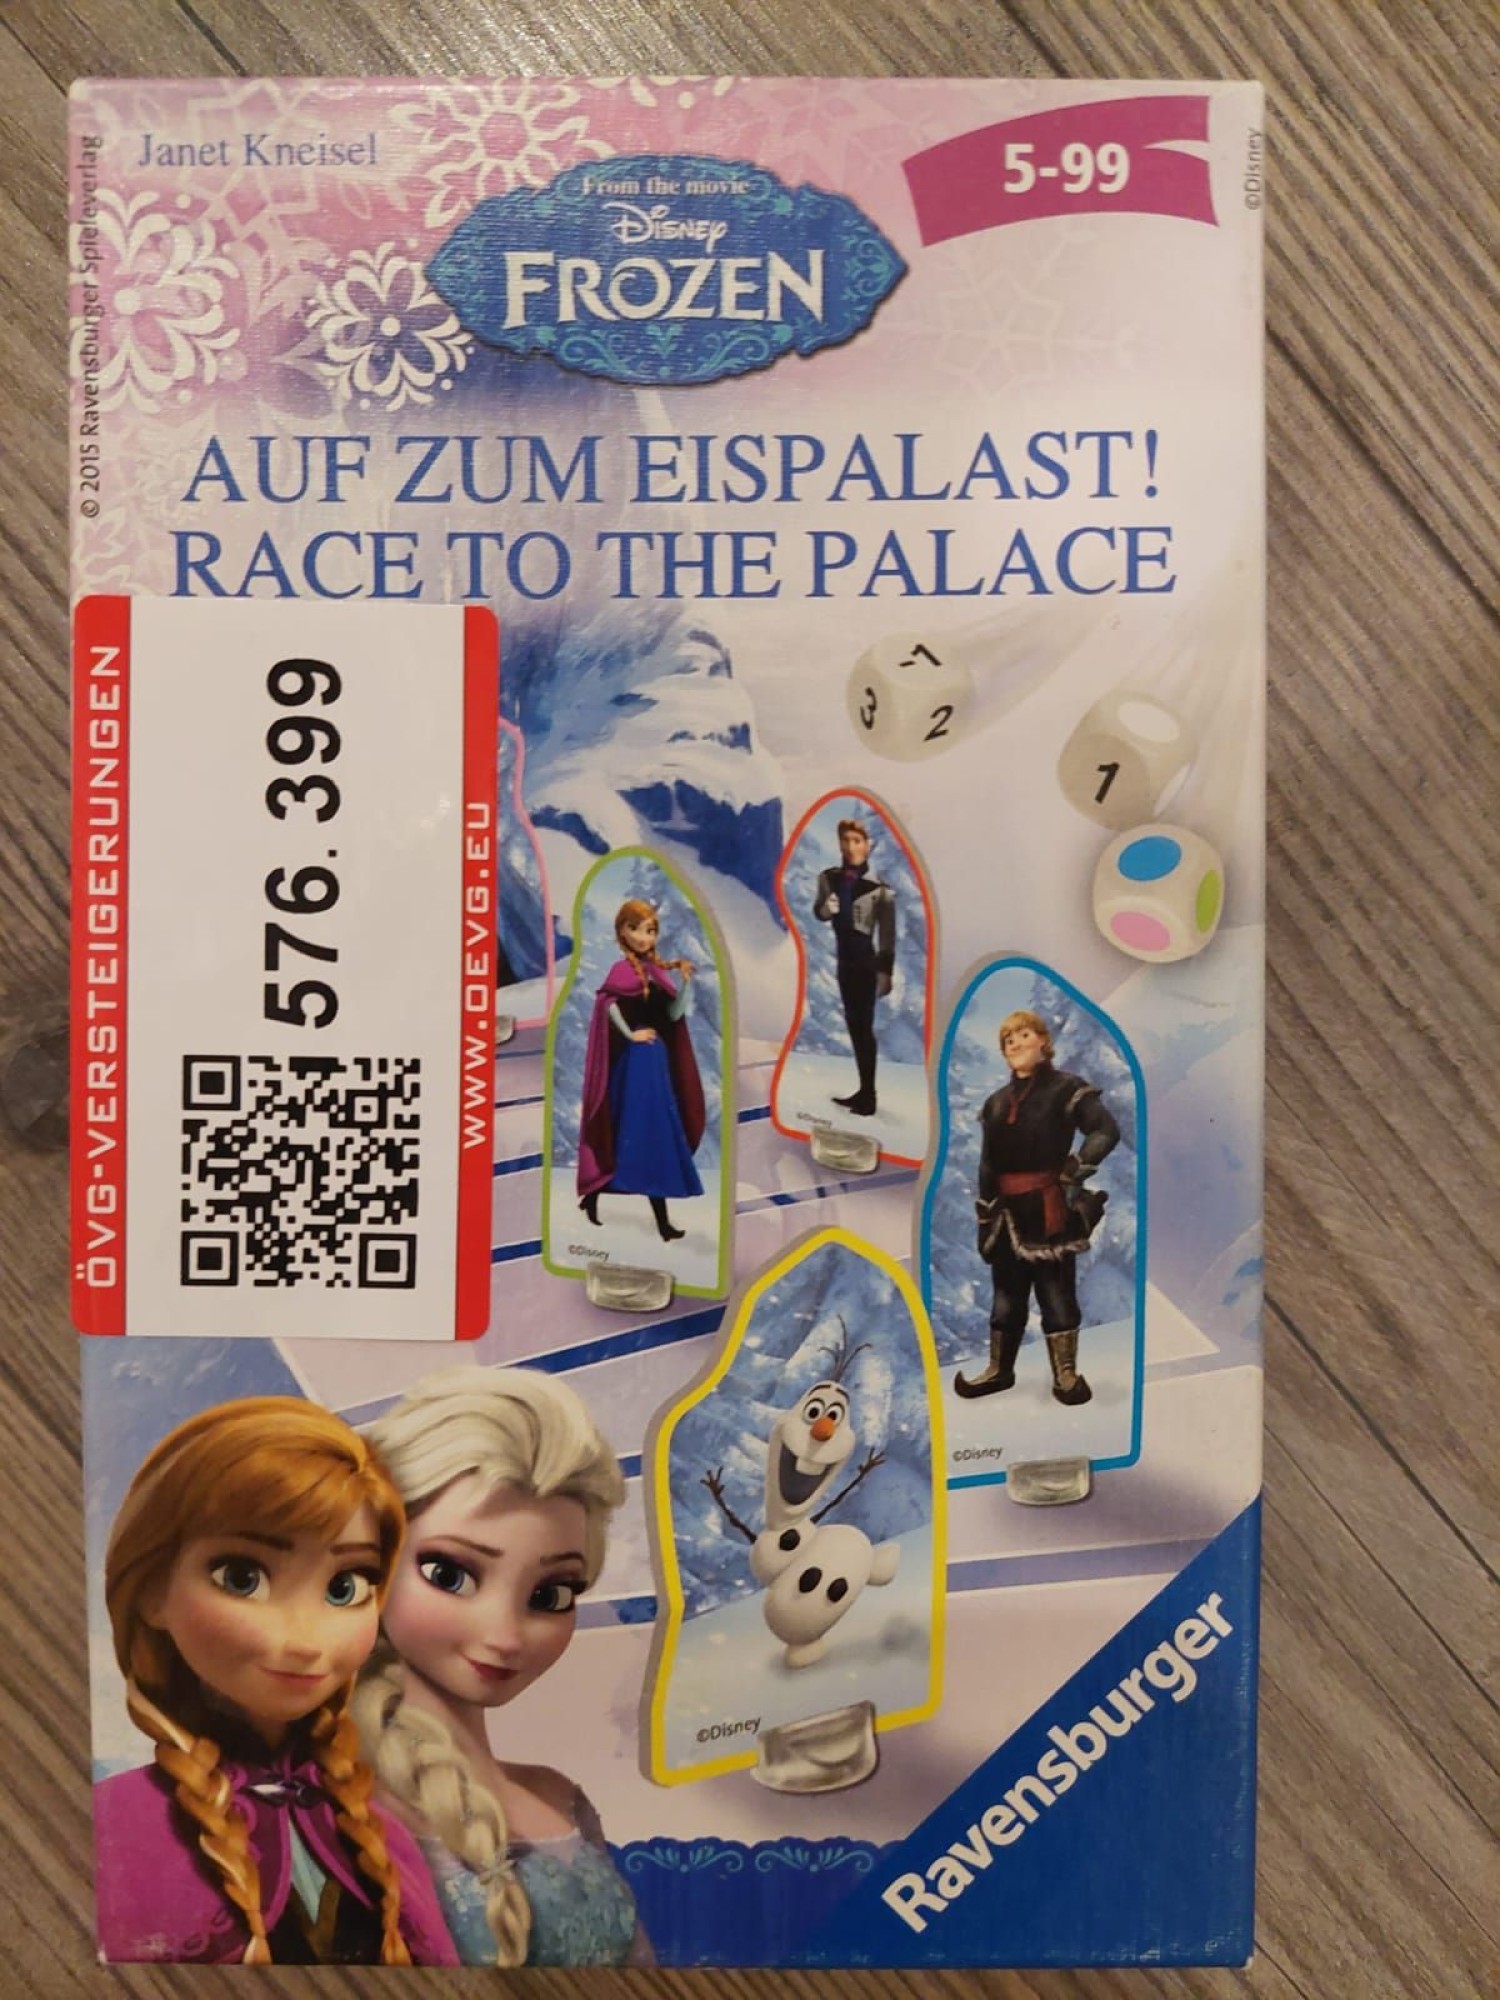 Janet Kneisel
5-99
©Disney
© 2015 Ravensburger Spieleverlag
From the movie
Disney
FROZEN
AUF ZUM EISPALAST!
RACE TO THE PALACE
ÖVG-VERSTEIGERUNGEN
576.399
WWW.OEVG.EU
-1
3
2
1
©Disney
©Disney
©Disney
©Disney
Ravensburger